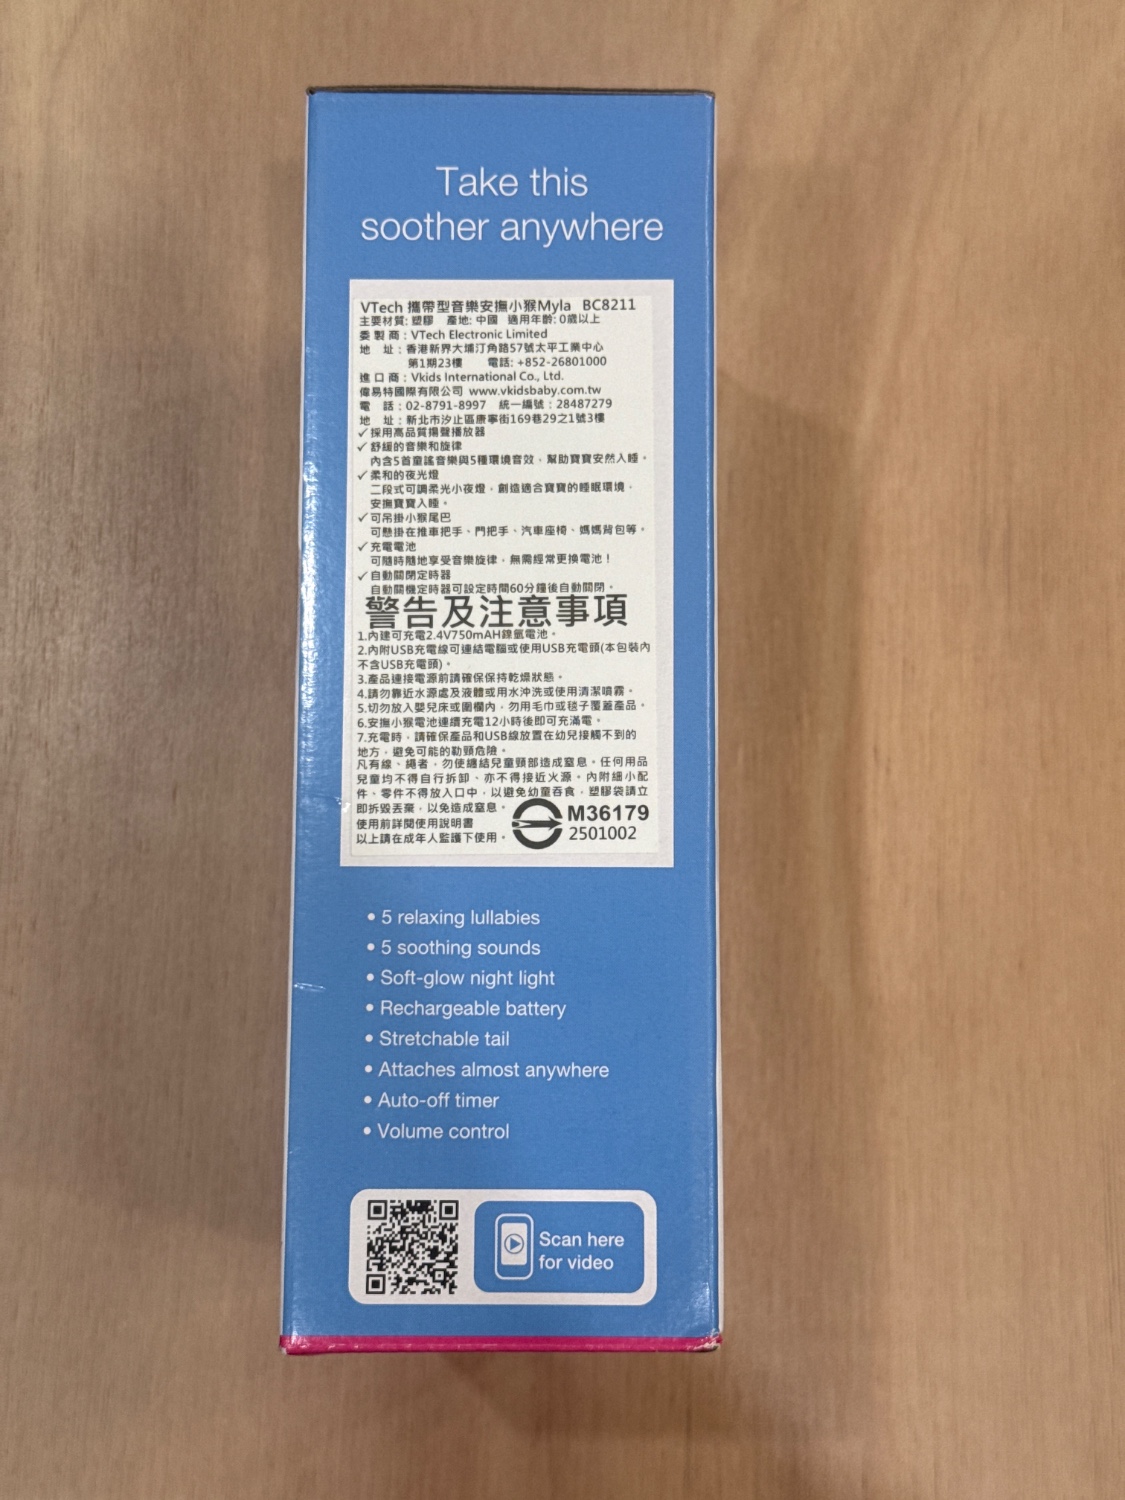 Take this
soother anywhere
VTech 攜帶型音樂安撫小猴Myla BC8211
主要材質: 塑膠 產地: 中國 適用年齡: 0歲以上
委製商：VTech Electronic Limited
地 址：香港新界大埔汀角路57號太平工業中心
第1期23樓 電話: +852-26801000
進口商：Vkids International Co., Ltd.
偉易特國際有限公司 www.vkidsbaby.com.tw
電 話：02-8791-8997 統一編號：28487279
地 址：新北市汐止區康寧街169巷29之1號3樓
✓採用高品質揚聲播放器
✓舒緩的音樂和旋律
內含5首童謠音樂與5種環境音效，幫助寶寶安然入睡。
✓柔和的夜光燈
二段式可調柔光小夜燈，創造適合寶寶的睡眠環境，
安撫寶寶入睡。
✓可吊掛小猴尾巴
可懸掛在推車把手、門把手、汽車座椅、媽媽背包等。
✓充電電池
可隨時隨地享受音樂旋律，無需經常更換電池！
✓自動關閉定時器
自動關機定時器可設定時間60分鐘後自動關閉。
警告及注意事項
1.內建可充電2.4V750mAH鎳氫電池。
2.內附USB充電線可連結電腦或使用USB充電頭(本包裝內
不含USB充電頭)。
3.產品連接電源前請確保保持乾燥狀態。
4.請勿靠近水源處及液體或用水沖洗或使用清潔噴霧。
5.切勿放入嬰兒床或圍欄內，勿用毛巾或毯子覆蓋產品。
6.安撫小猴電池連續充電12小時後即可充滿電。
7.充電時，請確保產品和USB線放置在幼兒接觸不到的
地方，避免可能的勒頸危險。
凡有線、繩者，勿使纏結兒童頸部造成窒息。任何用品
兒童均不得自行拆卸、亦不得接近火源。內附細小配
件、零件不得放入口中，以避免幼童吞食，塑膠袋請立
即拆毀丟棄，以免造成窒息。
使用前詳閱使用說明書
以上請在成年人監護下使用。
M36179
2501002
• 5 relaxing lullabies
• 5 soothing sounds
• Soft-glow night light
• Rechargeable battery
• Stretchable tail
• Attaches almost anywhere
• Auto-off timer
• Volume control
Scan here
for video